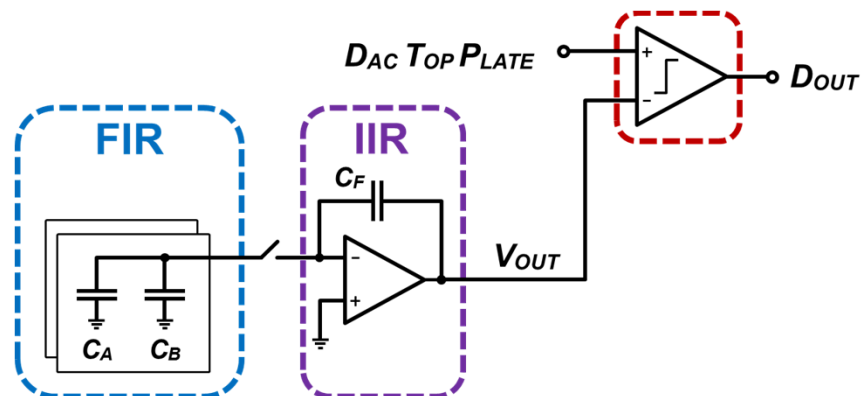 DAC TOP PLATE
+
−
DOUT
FIR
IIR
CF
−
+
VOUT
CA
CB